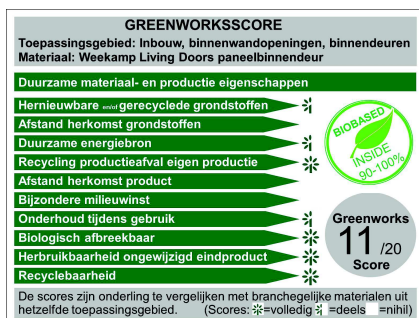 GREENWORKSSCORE
Toepassingsgebied: Inbouw, binnenwandopeningen, binnendeuren
Materiaal: Weekamp Living Doors paneelbinnendeur
Duurzame materiaal- en productie eigenschappen
Hernieuwbare en/of gerecyclede grondstoffen
Afstand herkomst grondstoffen
Duurzame energiebron
Recycling productieafval eigen productie
Afstand herkomst product
Bijzondere milieuwinst
Onderhoud tijdens gebruik
Biologisch afbreekbaar
Herbruikbaarheid ongewijzigd eindproduct
Recyclebaarheid
BIOBASED
INSIDE
90-100%
Greenworks
11 /20
Score
De scores zijn onderling te vergelijken met branchegelijke materialen uit
hetzelfde toepassingsgebied. (Scores: =volledig =deels =nihil)